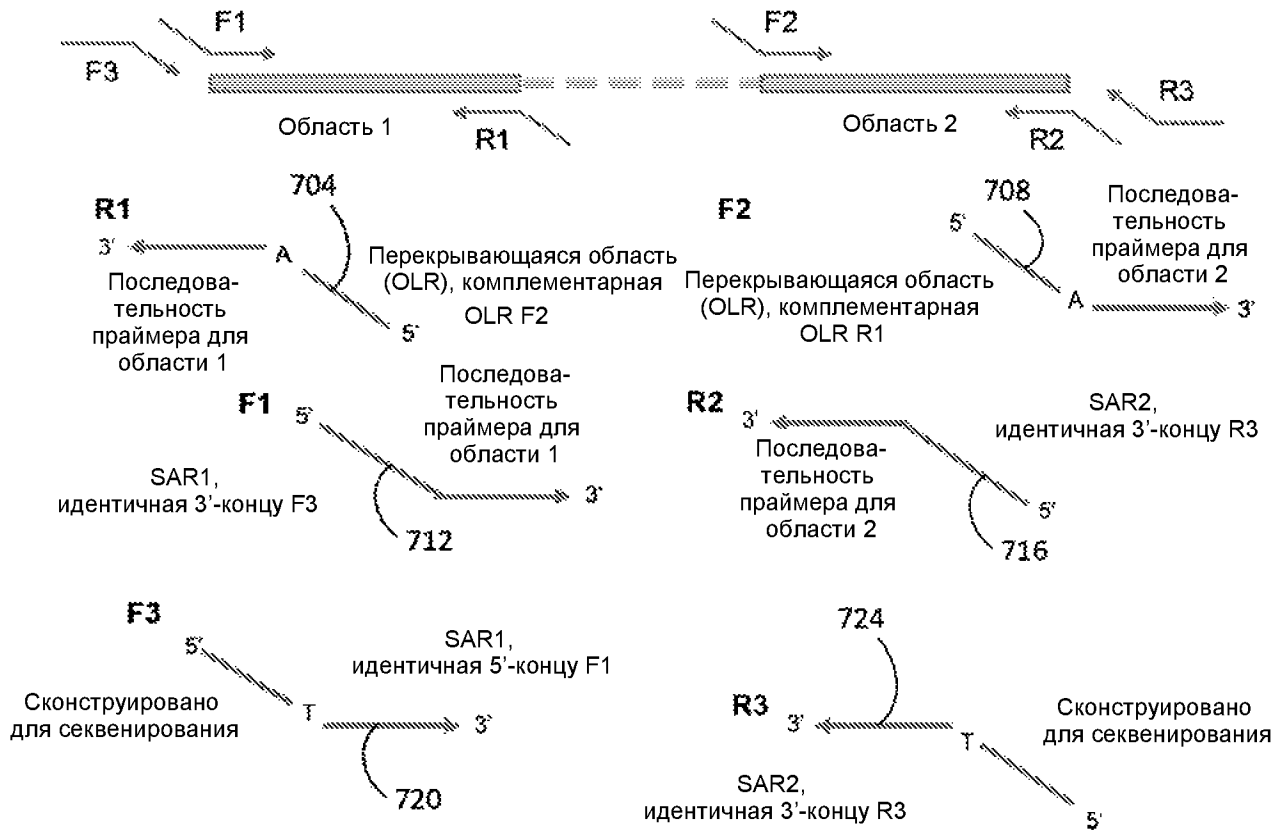 F1
F2
F3
R3
Область 1
R1
Область 2
R2
704
708
R1
3'
A
Перекрывающаяся область
(OLR), комплементарная
OLR F2
5'
Последова-
тельность
праймера для
области 1
F2
5'
Последова-
тельность
праймера для
области 2
Перекрывающаяся область
(OLR), комплементарная
OLR R1
A
3'
F1
5'
Последова-
тельность
праймера для
области 1
SAR1,
идентичная 3’-концу F3
3'
712
R2
3'
SAR2,
идентичная 3’-концу R3
Последова-
тельность
праймера для
области 2
5'
716
F3
5'
SAR1,
идентичная 5’-концу F1
Сконструировано
для секвенирования
T
3'
720
724
R3
3'
Сконструировано
для секвенирования
T
SAR2,
идентичная 3’-концу R3
5'